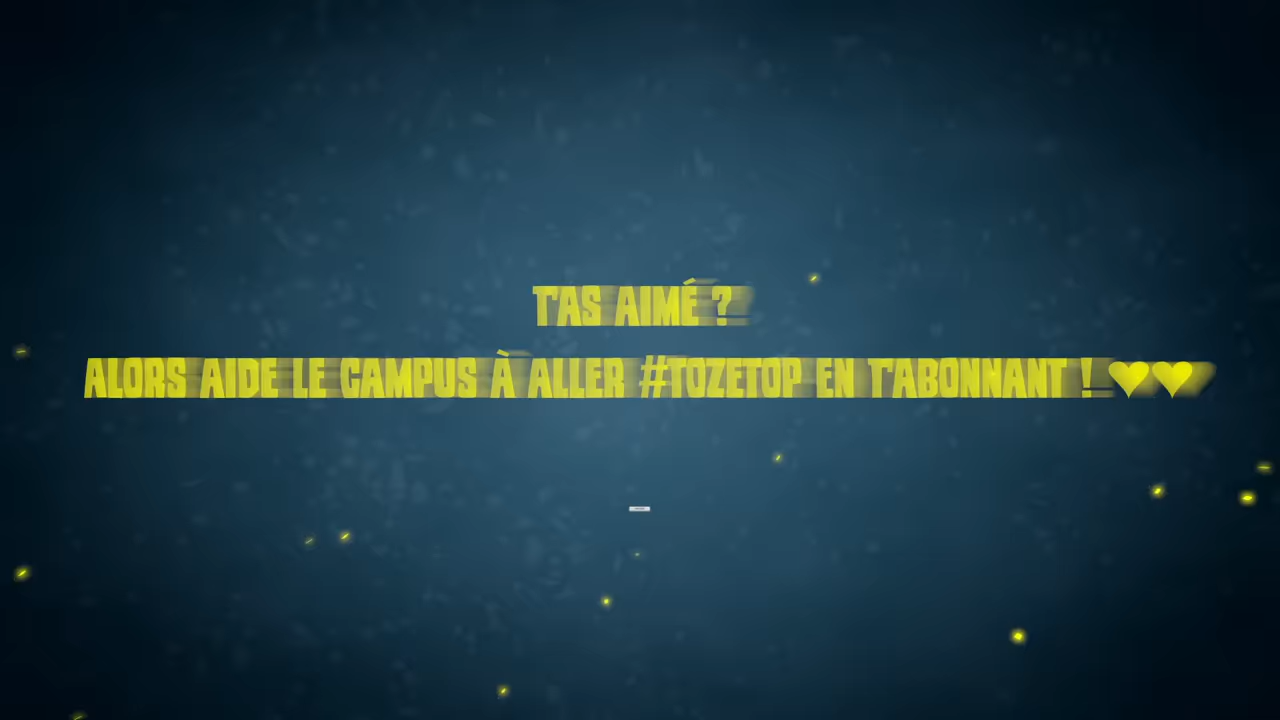 T'AS AIMÉ ?
ALORS AIDE LE CAMPUS À ALLER #TOZETOP EN T'ABONNANT ! ♥♥